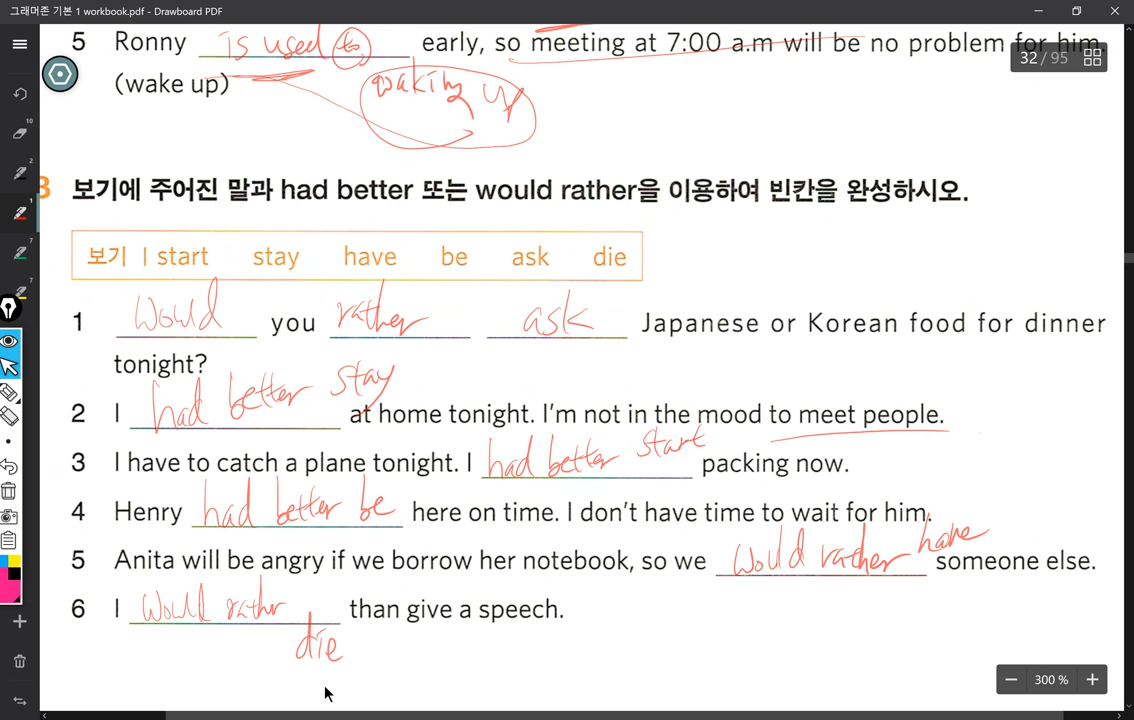 그래머존 기본 1 workbook.pdf - Drawboard PDF
32 / 95
5 Ronny is used to early, so meeting at 7:00 a.m will be no problem for him.
(wake up) waking up
B 보기에 주어진 말과 had better 또는 would rather을 이용하여 빈칸을 완성하시오.
보기 | start stay have be ask die
1 Would you rather ask Japanese or Korean food for dinner
tonight?
2 I had better stay at home tonight. I'm not in the mood to meet people.
3 I have to catch a plane tonight. I had better start packing now.
4 Henry had better be here on time. I don't have time to wait for him.
5 Anita will be angry if we borrow her notebook, so we would rather have someone else.
6 I would rather die than give a speech.
10
2
1
7
7
300 %